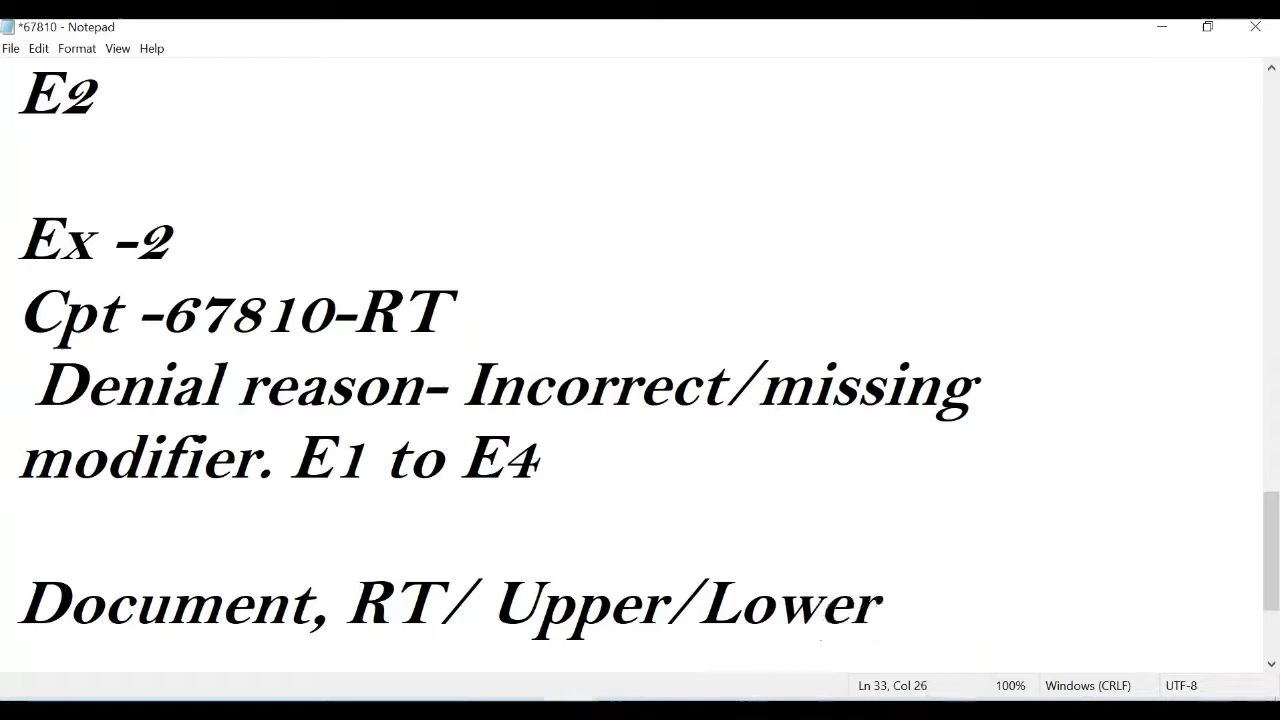 *67810 - Notepad
File Edit Format View Help
E2
Ex -2
Cpt -67810-RT
Denial reason- Incorrect/missing
modifier. E1 to E4
Document, RT/ Upper/Lower
Ln 33, Col 26 100% Windows (CRLF) UTF-8